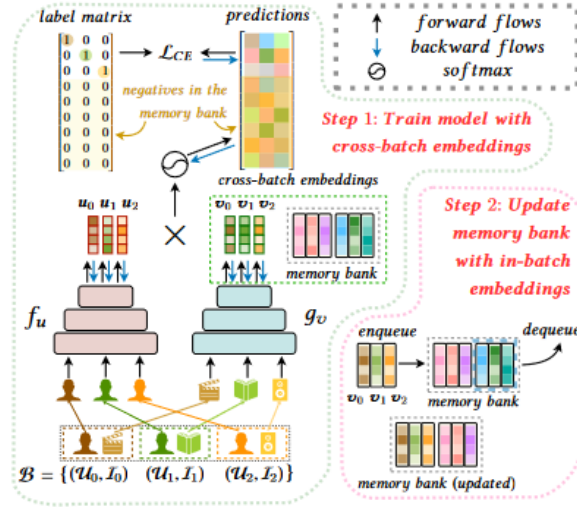 label matrix
predictions
1 0 0
0 1 0
0 0 1
0 0 0
0 0 0
0 0 0
0 0 0
0 0 0
0 0 0
ℒ_CE
negatives in the
memory bank
forward flows
backward flows
softmax
Step 1: Train model with
cross-batch embeddings
cross-batch embeddings
u₀ u₁ u₂
×
v₀ v₁ v₂
memory bank
f_u
g_v
ℬ = {(𝒰₀,ℐ₀) (𝒰₁,ℐ₁) (𝒰₂,ℐ₂)}
Step 2: Update
memory bank
with in-batch
embeddings
enqueue
dequeue
v₀ v₁ v₂
memory bank
memory bank (updated)